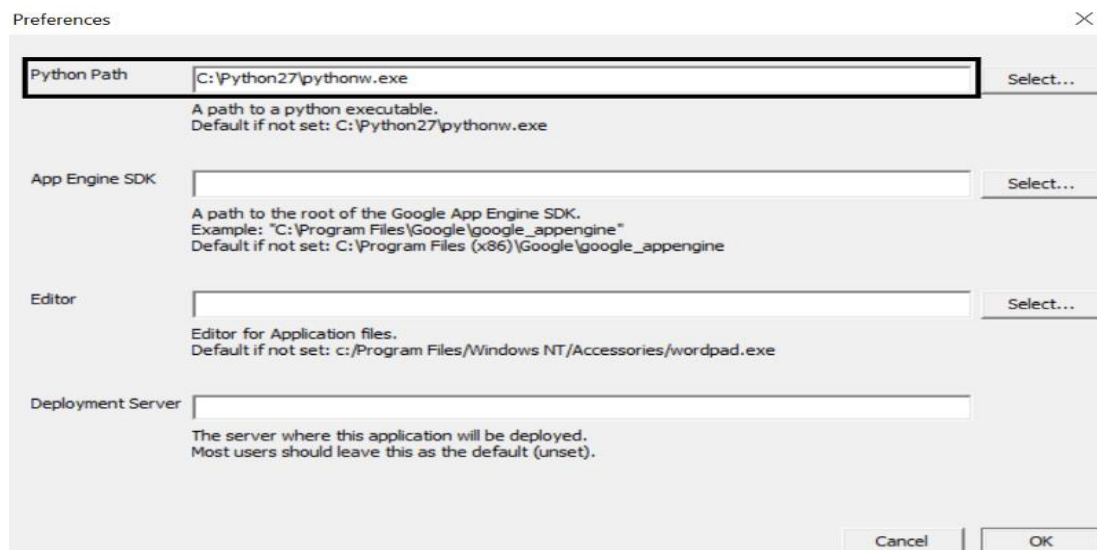 Preferences
Python Path
C:\Python27\pythonw.exe
Select...
A path to a python executable.
Default if not set: C:\Python27\pythonw.exe
App Engine SDK
Select...
A path to the root of the Google App Engine SDK.
Example: "C:\Program Files\Google\google_appengine"
Default if not set: C:\Program Files (x86)\Google\google_appengine
Editor
Select...
Editor for Application files.
Default if not set: c:/Program Files/Windows NT/Accessories/wordpad.exe
Deployment Server
The server where this application will be deployed.
Most users should leave this as the default (unset).
Cancel
OK